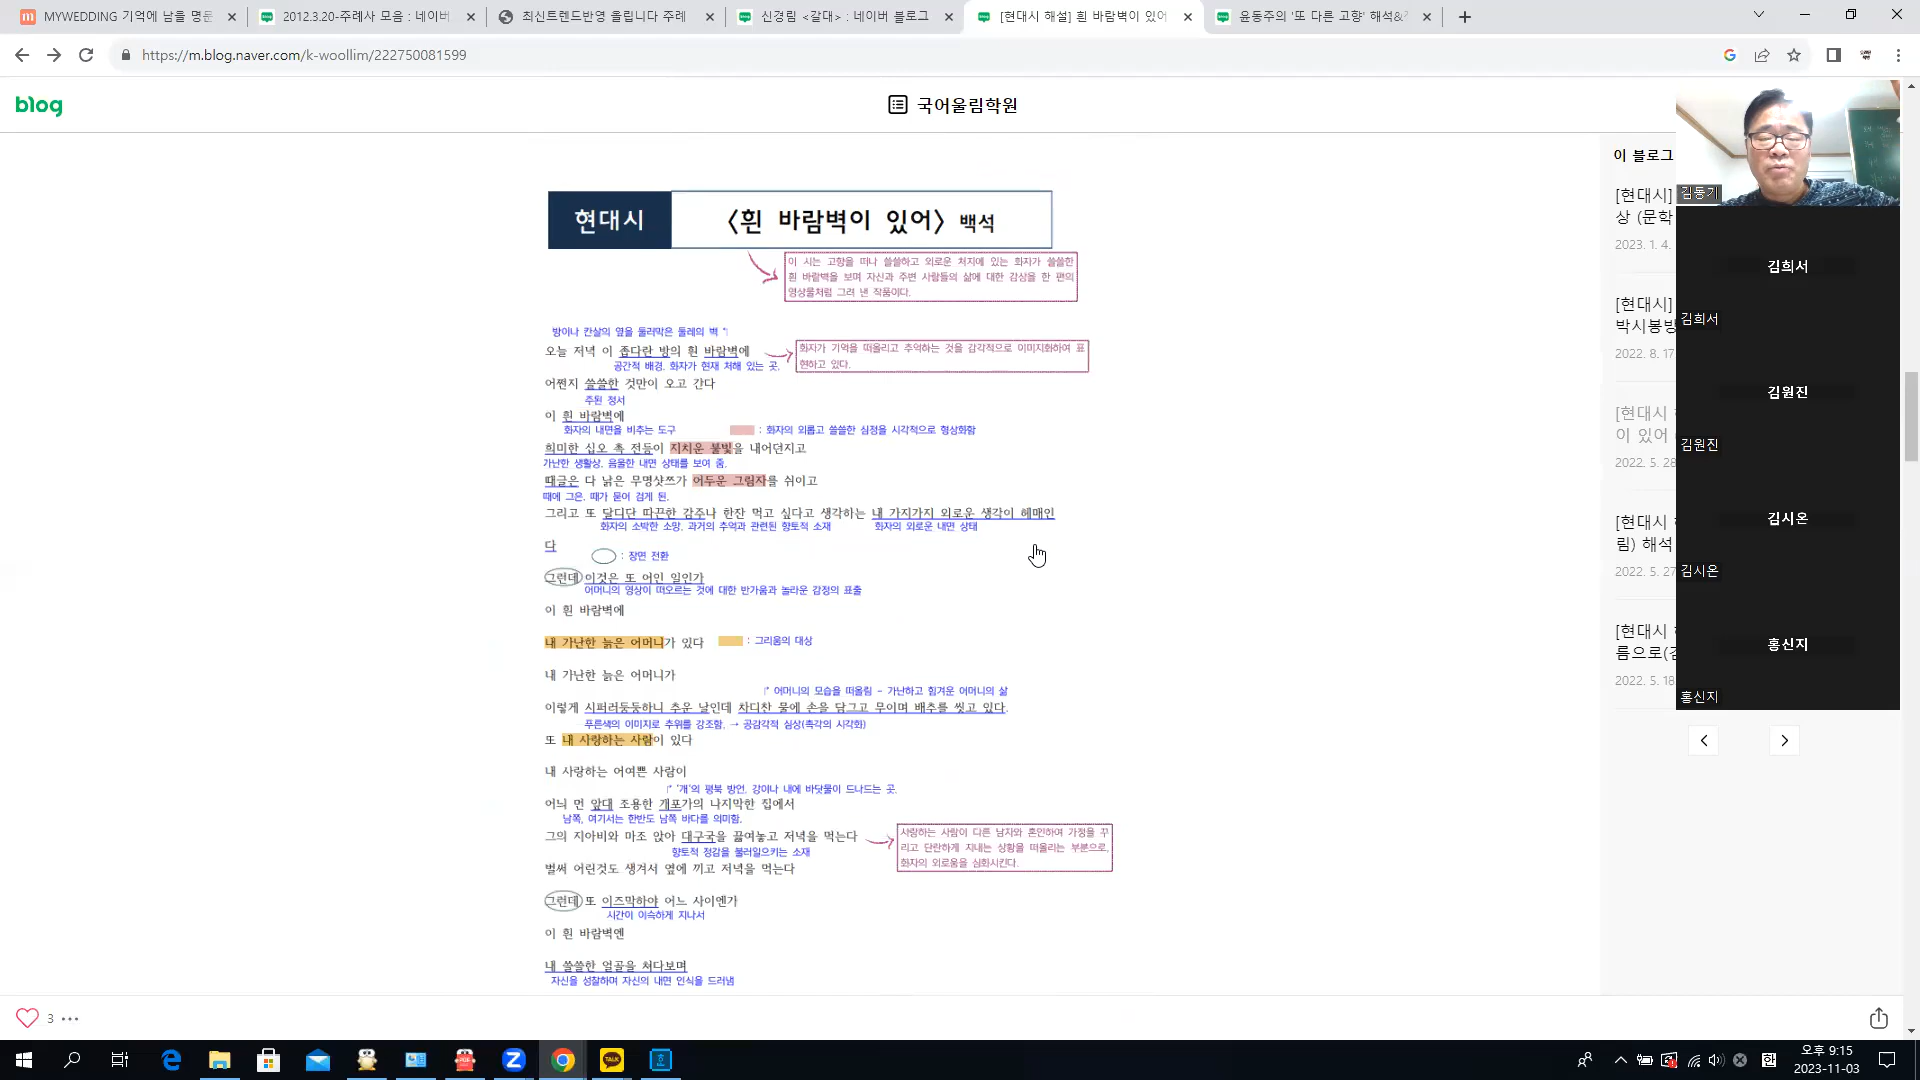 MYWEDDING 기억에 남을 명문
2012.3.20-주례사 모음 : 네이버
최신트렌드반영 올립니다 주례
신경림 <갈대> : 네이버 블로그
[현대시 해설] 흰 바람벽이 있어
윤동주의 '또 다른 고향' 해석&
https://m.blog.naver.com/k-woollim/222750081599
blog
국어울림학원
현대시
〈흰 바람벽이 있어〉 백석
이 시는 고향을 떠나 쓸쓸하고 외로운 처지에 있는 화자가 쓸쓸한
흰 바람벽을 보며 자신과 주변 사람들의 삶에 대한 감상을 한 편의
영상물처럼 그려 낸 작품이다.
방이나 칸살의 옆을 둘러막은 둘레의 벽
오늘 저녁 이 좁다란 방의 흰 바람벽에
화자가 기억을 떠올리고 추억하는 것을 감각적으로 이미지화하여 표
현하고 있다.
공간적 배경. 화자가 현재 처해 있는 곳.
어쩐지 쓸쓸한 것만이 오고 간다
주된 정서
이 흰 바람벽에
화자의 내면을 비추는 도구
: 화자의 외롭고 쓸쓸한 심정을 시각적으로 형상화함
희미한 십오 촉 전등이 지치운 불빛을 내어던지고
가난한 생활상. 음울한 내면 상태를 보여 줌.
때글은 다 낡은 무명샷쯔가 어두운 그림자를 쉬이고
때에 그은. 때가 묻어 검게 된.
그리고 또 달디단 따끈한 감주나 한잔 먹고 싶다고 생각하는 내 가지가지 외로운 생각이 헤매인
화자의 소박한 소망. 과거의 추억과 관련된 향토적 소재
화자의 외로운 내면 상태
다
: 장면 전환
그런데 이것은 또 어인 일인가
어머니의 영상이 떠오르는 것에 대한 반가움과 놀라운 감정의 표출
이 흰 바람벽에
내 가난한 늙은 어머니가 있다
: 그리움의 대상
내 가난한 늙은 어머니가
어머니의 모습을 떠올림 - 가난하고 힘겨운 어머니의 삶
이렇게 시퍼러둥둥하니 추운 날인데 차디찬 물에 손을 담그고 무이며 배추를 씻고 있다.
푸른색의 이미지로 추위를 강조함. → 공감각적 심상(촉각의 시각화)
또 내 사랑하는 사람이 있다
내 사랑하는 어여쁜 사람이
'개'의 평북 방언. 강이나 내에 바닷물이 드나드는 곳.
어늬 먼 앞대 조용한 개포가의 나지막한 집에서
남쪽. 여기서는 한반도 남쪽 바다를 의미함.
그의 지아비와 마조 앉아 대구국을 끓여놓고 저녁을 먹는다
향토적 정감을 불러일으키는 소재
사랑하는 사람이 다른 남자와 혼인하여 가정을 꾸
리고 단란하게 지내는 상황을 떠올리는 부분으로,
화자의 외로움을 심화시킨다.
벌써 어린것도 생겨서 옆에 끼고 저녁을 먹는다
그런데 또 이즈막하야 어느 사이엔가
시간이 이슥하게 지나서
이 흰 바람벽엔
내 쓸쓸한 얼골을 쳐다보며
자신을 성찰하며 자신의 내면 인식을 드러냄
이 블로그
[현대시]
상 (문학
2023. 1. 4.
[현대시]
박시봉방
2022. 8. 17
[현대시
이 있어
2022. 5. 28
[현대시
림) 해석
2022. 5. 27
[현대시
름으로(김
2022. 5. 18
김동기
김희서
김희서
김원진
김원진
김시온
김시온
홍신지
홍신지
3
오후 9:15
2023-11-03